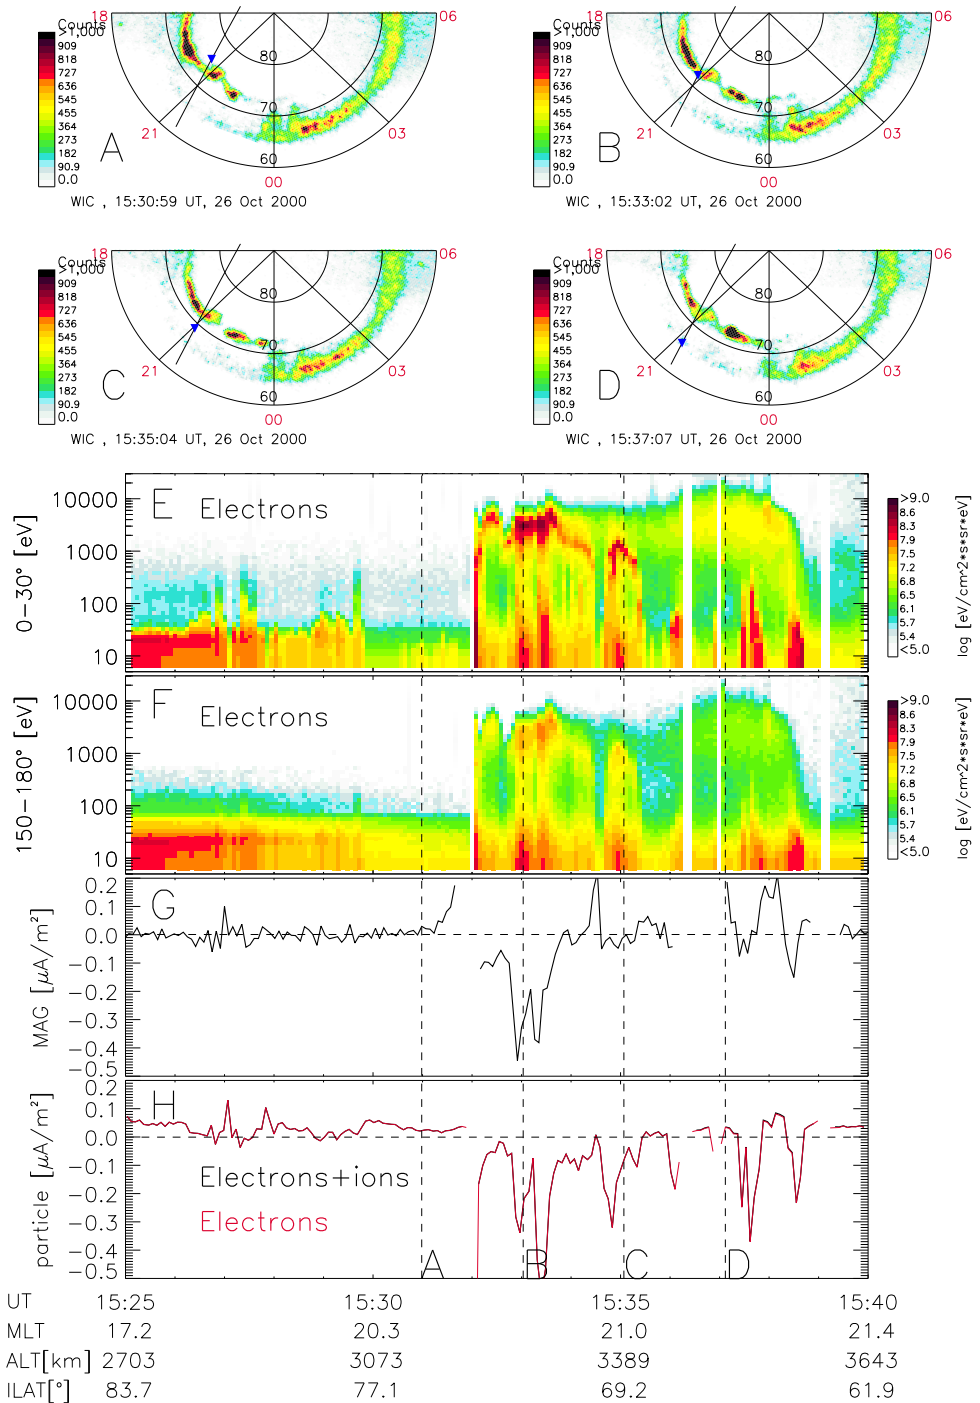 18 06 18 06
Counts Counts
>1,000 >1,000
909 909
818 80 818 80
727 727
636 636
545 545
455 455
364 70 364 70
273 21 03 273 21 03
182 A 182 B
90.9 60 90.9 60
0.0 00 0.0 00
WIC , 15:30:59 UT, 26 Oct 2000 WIC , 15:33:02 UT, 26 Oct 2000
18 06 18 06
Counts Counts
>1,000 >1,000
909 909
818 80 818 80
727 727
636 636
545 545
455 455
364 70 364 70
273 21 03 273 21 03
182 C 182 D
90.9 60 90.9 60
0.0 00 0.0 00
WIC , 15:35:04 UT, 26 Oct 2000 WIC , 15:37:07 UT, 26 Oct 2000
0−30° [eV]
10000
1000
100
10
E Electrons
>9.0
8.6
8.3
7.9
7.5
7.2
6.8
6.5
6.1
5.7
5.4
<5.0
log [eV/cm^2*s*sr*eV]
150−180° [eV]
10000
1000
100
10
F Electrons
>9.0
8.6
8.3
7.9
7.5
7.2
6.8
6.5
6.1
5.7
5.4
<5.0
log [eV/cm^2*s*sr*eV]
MAG [μA/m²]
0.2
0.1
0.0
−0.1
−0.2
−0.3
−0.4
−0.5
G
particle [μA/m²]
0.2
0.1
0.0
−0.1
−0.2
−0.3
−0.4
−0.5
H
Electrons+ions
Electrons
A B C D
UT 15:25 15:30 15:35 15:40
MLT 17.2 20.3 21.0 21.4
ALT[km] 2703 3073 3389 3643
ILAT[°] 83.7 77.1 69.2 61.9